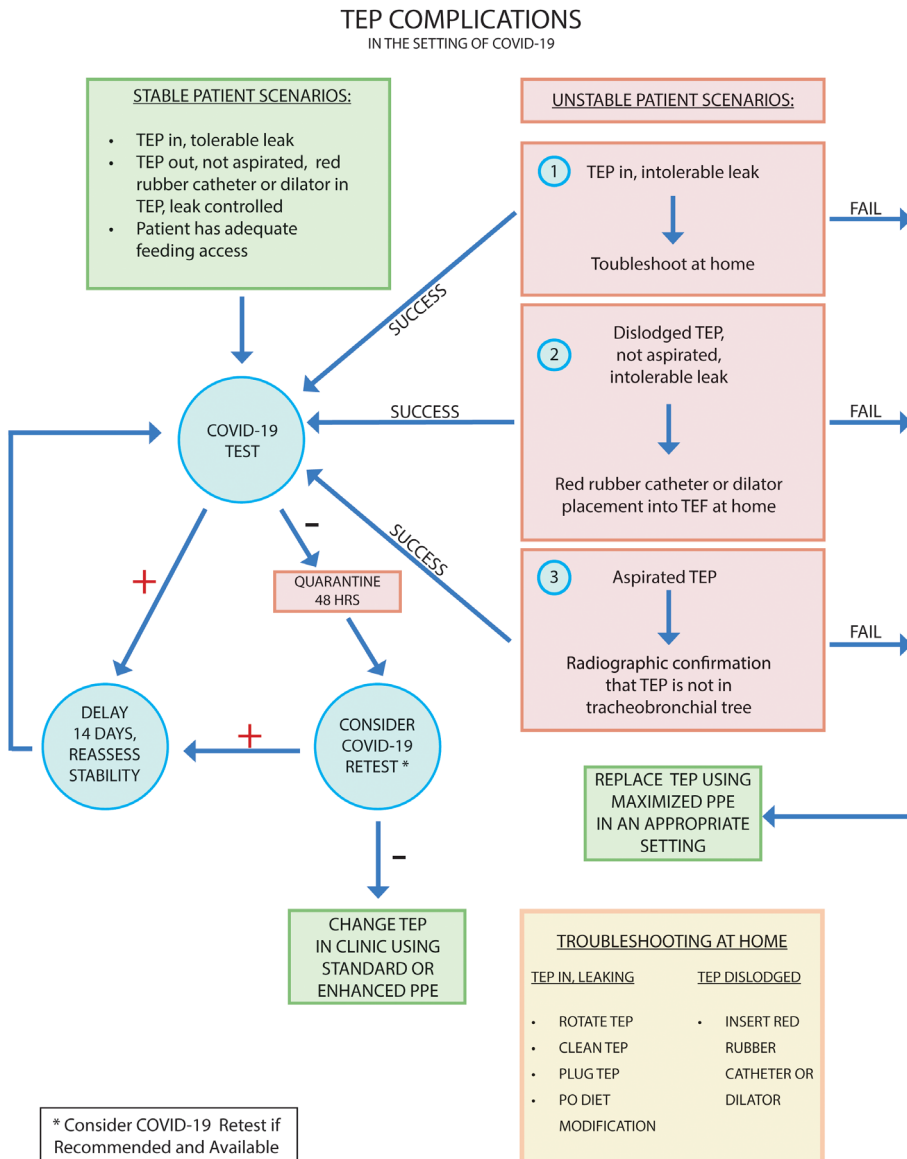 TEP COMPLICATIONS
IN THE SETTING OF COVID-19
STABLE PATIENT SCENARIOS:
• TEP in, tolerable leak
• TEP out, not aspirated, red
rubber catheter or dilator in
TEP, leak controlled
• Patient has adequate
feeding access
UNSTABLE PATIENT SCENARIOS:
1 TEP in, intolerable leak
Toubleshoot at home
FAIL
SUCCESS
2 Dislodged TEP,
not aspirated,
intolerable leak
Red rubber catheter or dilator
placement into TEF at home
FAIL
SUCCESS
3 Aspirated TEP
Radiographic confirmation
that TEP is not in
tracheobronchial tree
FAIL
SUCCESS
COVID-19
TEST
+
–
QUARANTINE
48 HRS
DELAY
14 DAYS,
REASSESS
STABILITY
+
CONSIDER
COVID-19
RETEST *
–
REPLACE TEP USING
MAXIMIZED PPE
IN AN APPROPRIATE
SETTING
CHANGE TEP
IN CLINIC USING
STANDARD OR
ENHANCED PPE
TROUBLESHOOTING AT HOME
TEP IN, LEAKING
• ROTATE TEP
• CLEAN TEP
• PLUG TEP
• PO DIET
MODIFICATION
TEP DISLODGED
• INSERT RED
RUBBER
CATHETER OR
DILATOR
* Consider COVID-19 Retest if
Recommended and Available